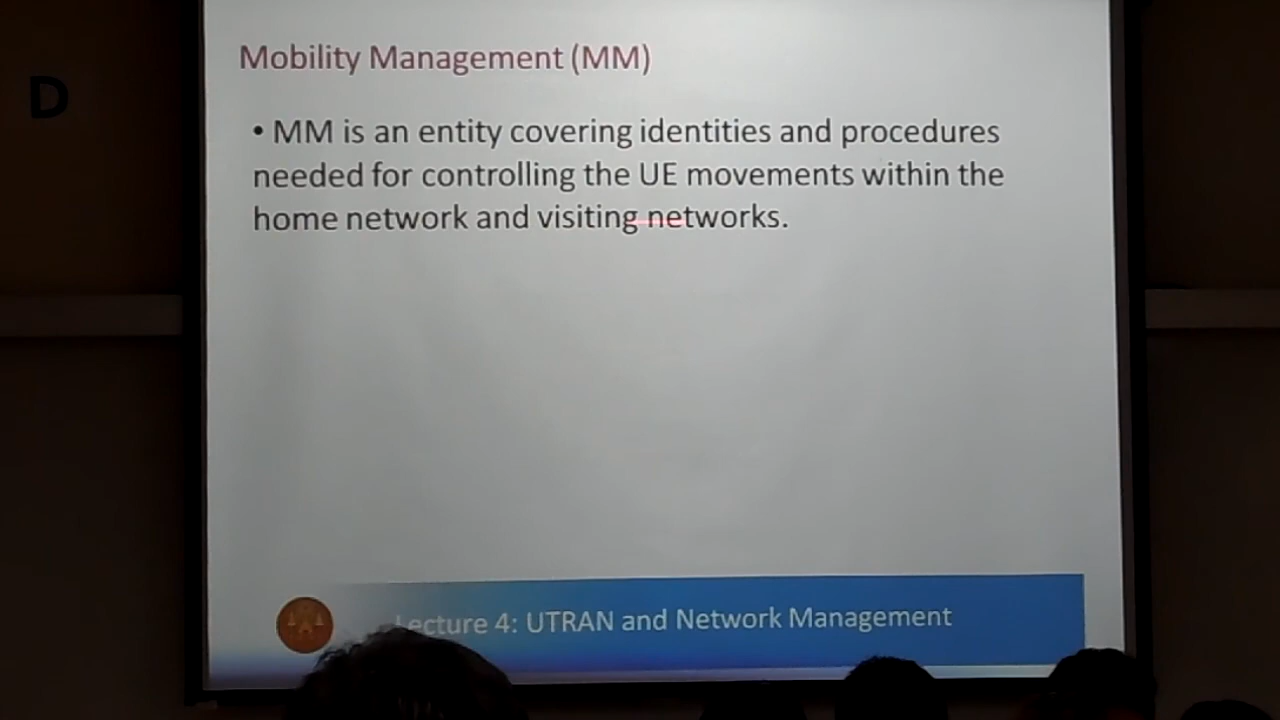 D
Mobility Management (MM)
• MM is an entity covering identities and procedures
needed for controlling the UE movements within the
home network and visiting networks.
Lecture 4: UTRAN and Network Management